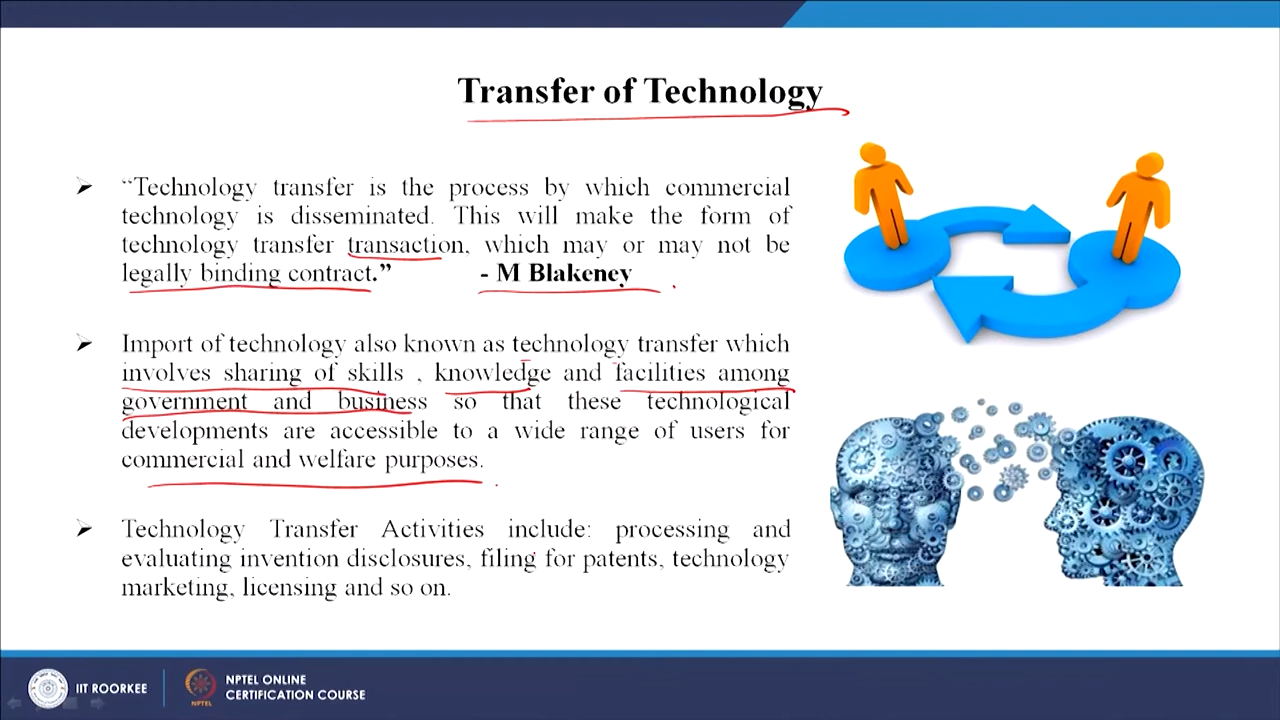 Transfer of Technology
“Technology transfer is the process by which commercial
technology is disseminated. This will make the form of
technology transfer transaction, which may or may not be
legally binding contract.” - M Blakeney
Import of technology also known as technology transfer which
involves sharing of skills , knowledge and facilities among
government and business so that these technological
developments are accessible to a wide range of users for
commercial and welfare purposes.
Technology Transfer Activities include: processing and
evaluating invention disclosures, filing for patents, technology
marketing, licensing and so on.
IIT ROORKEE
NPTEL
NPTEL ONLINE
CERTIFICATION COURSE